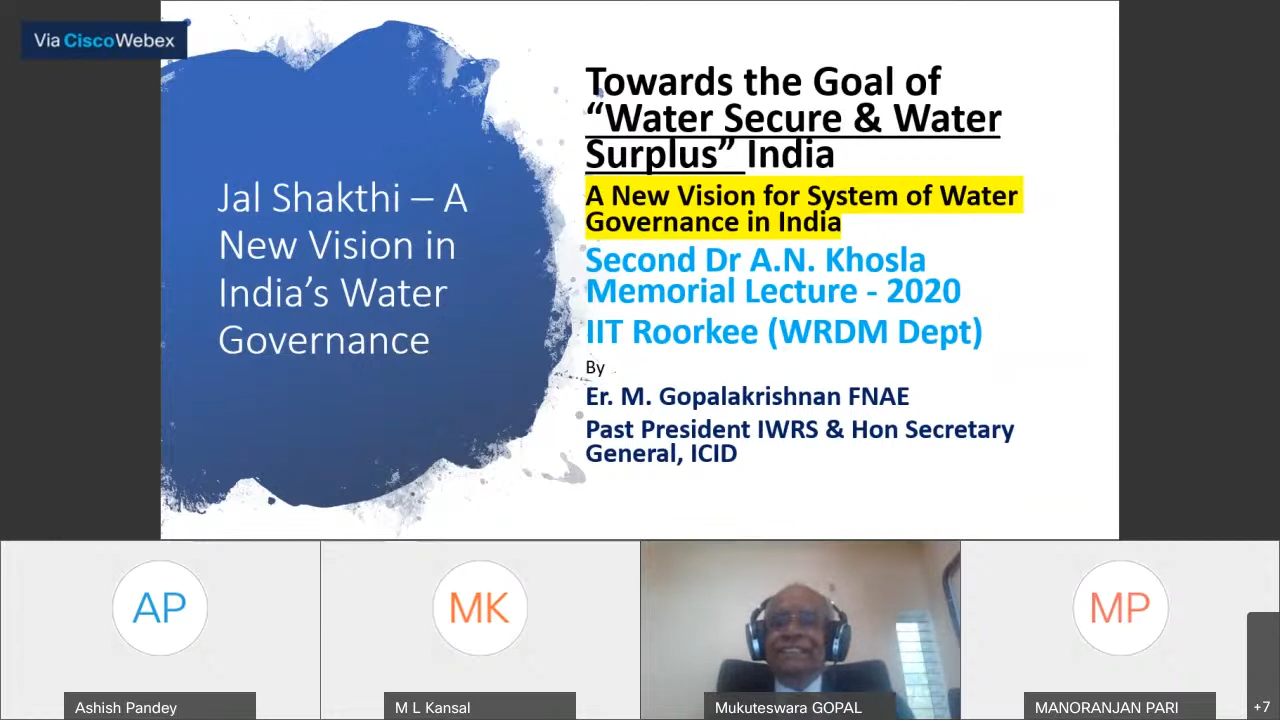 Via CiscoWebex
Jal Shakthi – A
New Vision in
India’s Water
Governance
Towards the Goal of
“Water Secure & Water
Surplus” India
A New Vision for System of Water
Governance in India
Second Dr A.N. Khosla
Memorial Lecture - 2020
IIT Roorkee (WRDM Dept)
By
Er. M. Gopalakrishnan FNAE
Past President IWRS & Hon Secretary
General, ICID
AP
MK
MP
Ashish Pandey
M L Kansal
Mukuteswara GOPAL
MANORANJAN PARI
+7